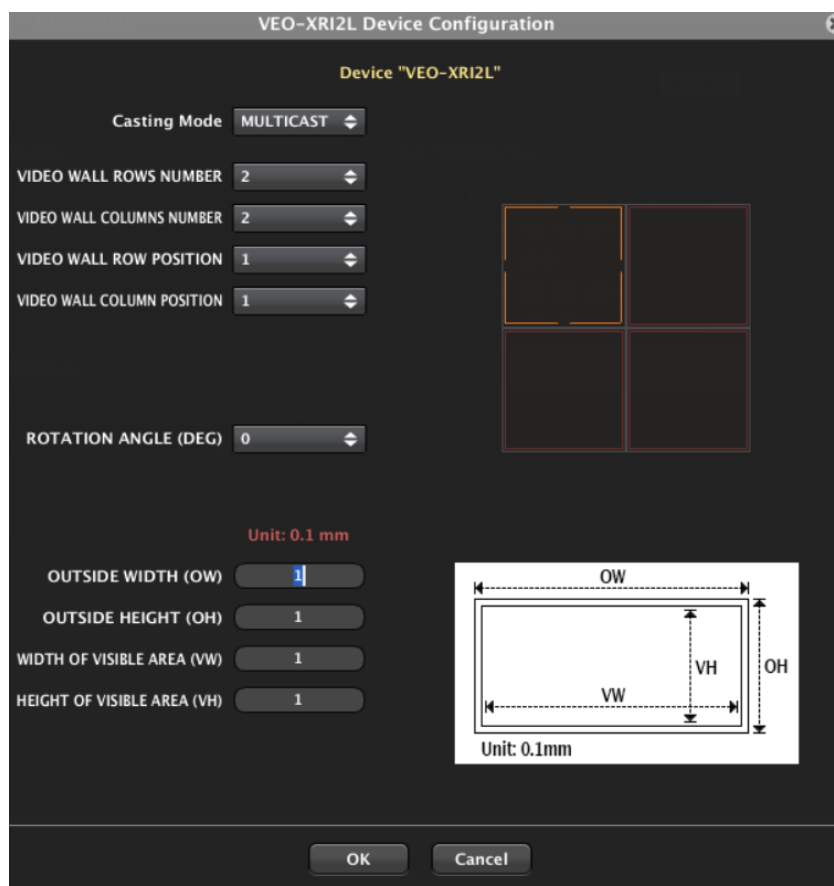 VEO-XRI2L Device Configuration
Device "VEO-XRI2L"
Casting Mode MULTICAST
VIDEO WALL ROWS NUMBER 2
VIDEO WALL COLUMNS NUMBER 2
VIDEO WALL ROW POSITION 1
VIDEO WALL COLUMN POSITION 1
ROTATION ANGLE (DEG) 0
Unit: 0.1 mm
OUTSIDE WIDTH (OW) 1
OUTSIDE HEIGHT (OH) 1
WIDTH OF VISIBLE AREA (VW) 1
HEIGHT OF VISIBLE AREA (VH) 1
OW
VH
OH
VW
Unit: 0.1mm
OK Cancel